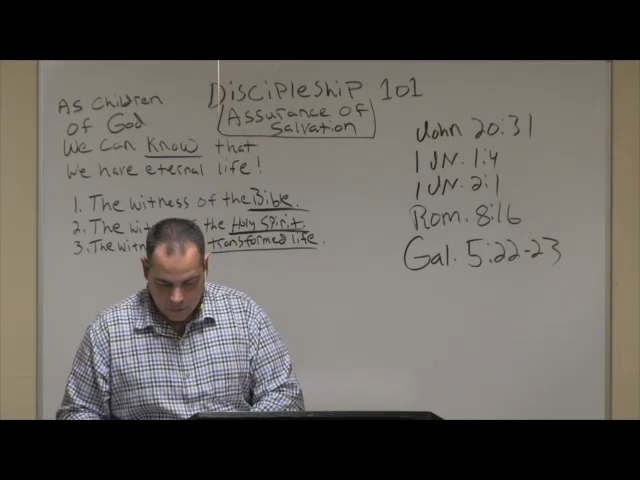 Discipleship 101
Assurance of
Salvation
As Children
of God
We can know that
We have eternal life!
1. The witness of the Bible.
2. The the Holy Spirit.
3. The transformed life.
John 20:31
1 JN. 1:4
1 JN. 2:1
Rom. 8:16
Gal. 5:22-23